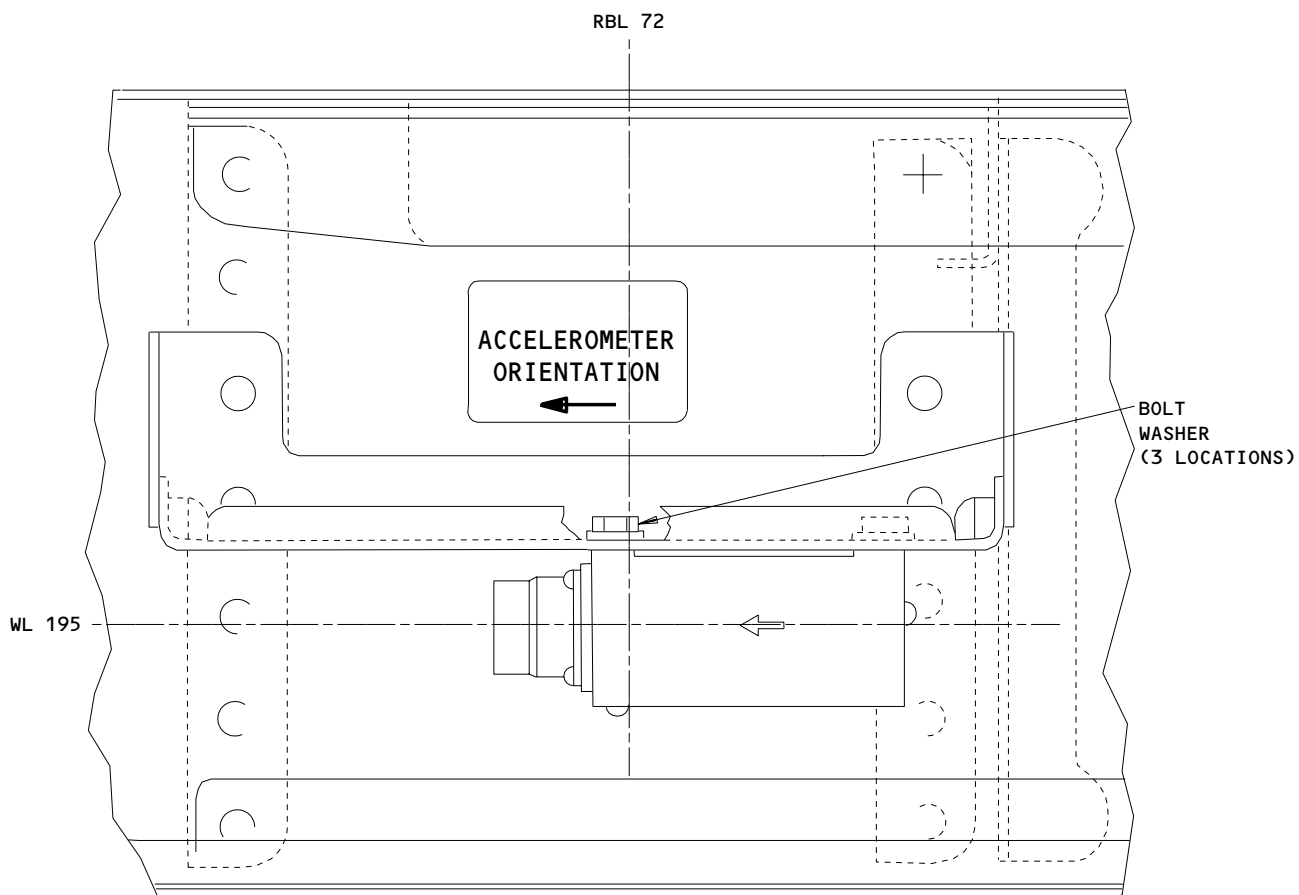 RBL 72
ACCELEROMETER
ORIENTATION
BOLT
WASHER
(3 LOCATIONS)
WL 195